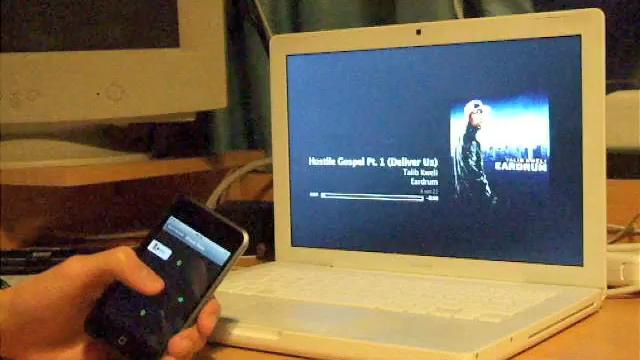 Hostile Gospel Pt. 1 (Deliver Us)
Talib Kweli
Eardrum
TALIB KWELI
EARDRUM